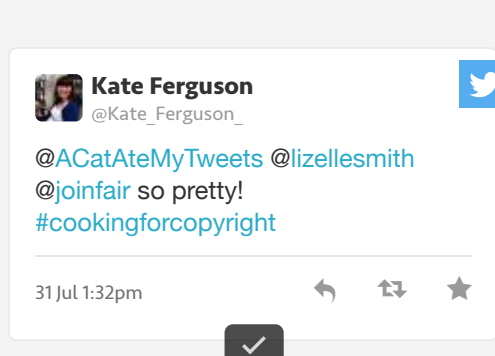 Kate Ferguson
@Kate_Ferguson_
@ACatAteMyTweets @lizellesmith
@joinfair so pretty!
#cookingforcopyright
31 Jul 1:32pm